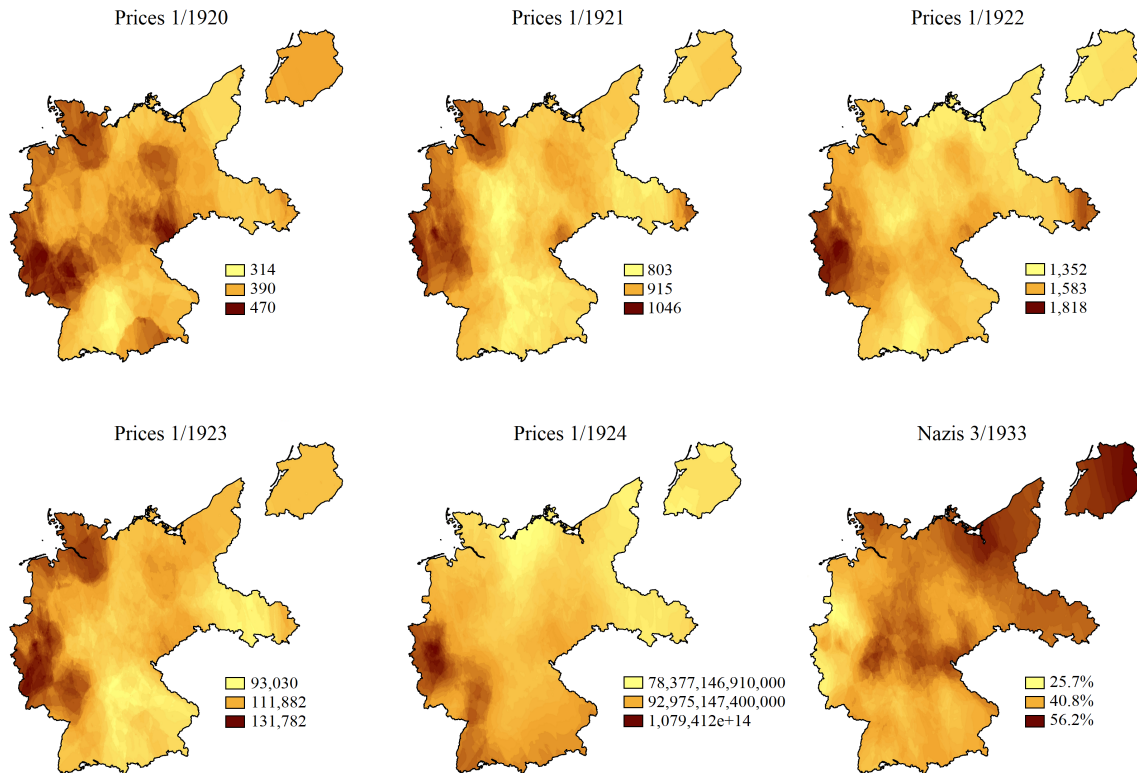 Prices 1/1920
314
390
470
Prices 1/1921
803
915
1046
Prices 1/1922
1,352
1,583
1,818
Prices 1/1923
93,030
111,882
131,782
Prices 1/1924
78,377,146,910,000
92,975,147,400,000
1,079,412e+14
Nazis 3/1933
25.7%
40.8%
56.2%